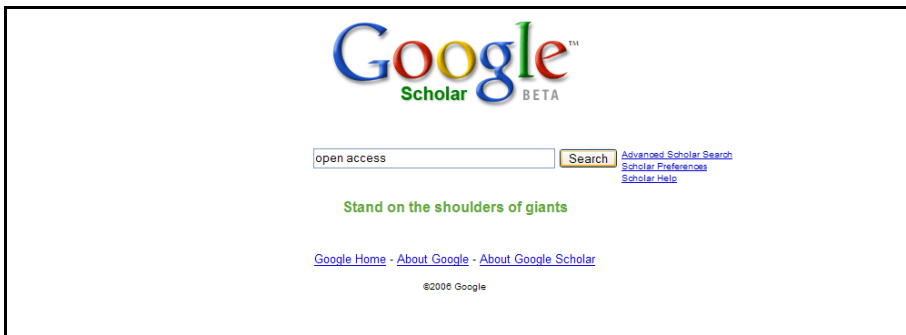 Google™
Scholar BETA
open access Search Advanced Scholar Search
Scholar Preferences
Scholar Help
Stand on the shoulders of giants
Google Home - About Google - About Google Scholar
©2006 Google